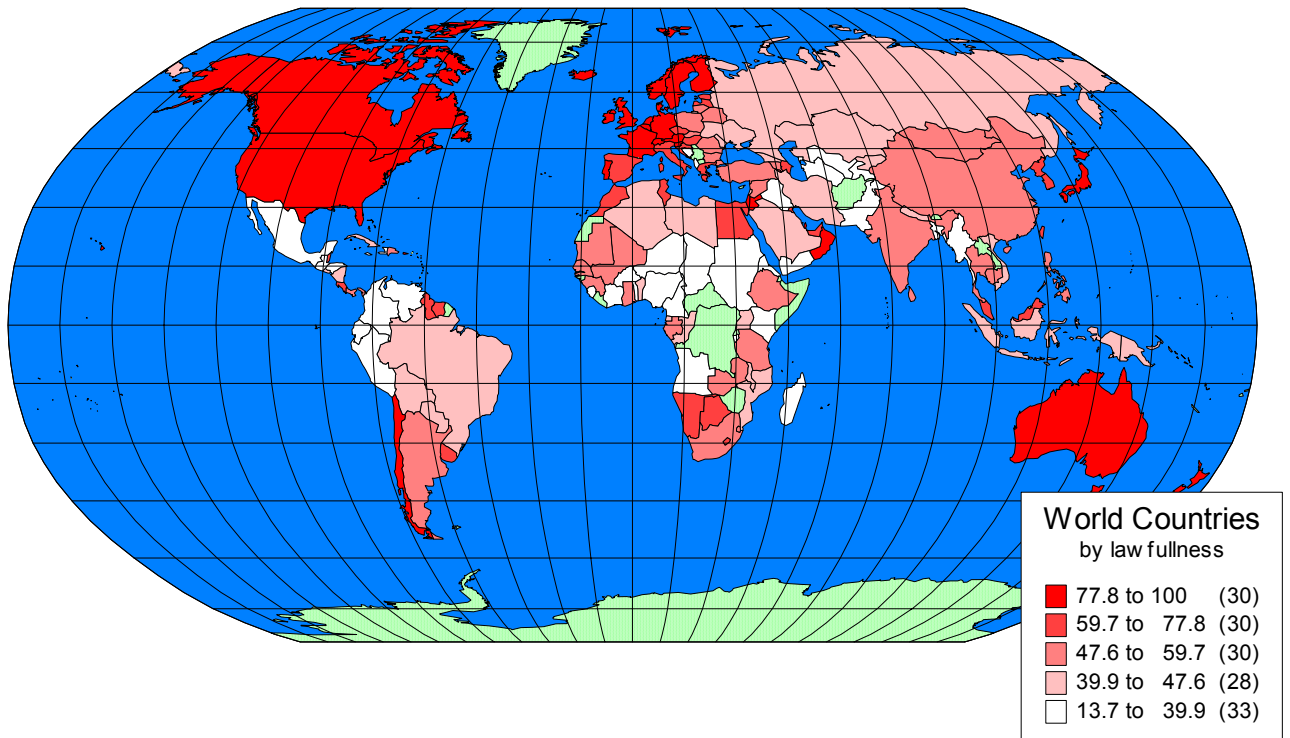 World Countries
by law fullness
77.8 to 100 (30)
59.7 to 77.8 (30)
47.6 to 59.7 (30)
39.9 to 47.6 (28)
13.7 to 39.9 (33)